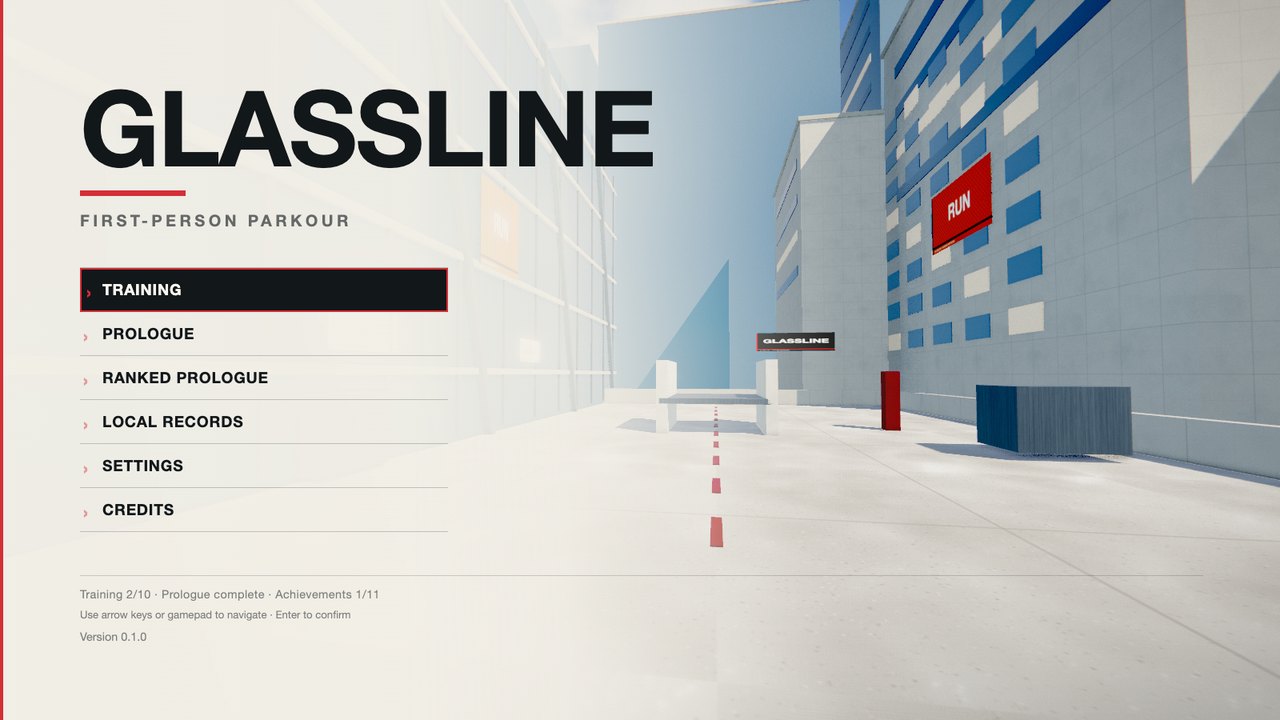 GLASSLINE
FIRST-PERSON PARKOUR
› TRAINING
› PROLOGUE
› RANKED PROLOGUE
› LOCAL RECORDS
› SETTINGS
› CREDITS
Training 2/10 · Prologue complete · Achievements 1/11
Use arrow keys or gamepad to navigate · Enter to confirm
Version 0.1.0
RUN
RUN
GLASSLINE